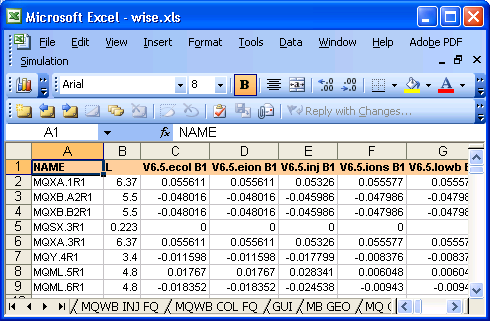 Microsoft Excel - wise.xls
File Edit View Insert Format Tools Data Window Help Adobe PDF
Simulation
Arial 8 B
Reply with Changes...
A1 NAME
A B C D E F G
1 NAME L V6.5.ecol B1 V6.5.eion B1 V6.5.inj B1 V6.5.ions B1 V6.5.lowb B1
2 MQXA.1R1 6.37 0.055611 0.055611 0.05326 0.055577 0.05557
3 MQXB.A2R1 5.5 -0.048016 -0.048016 -0.045986 -0.047986 -0.04798
4 MQXB.B2R1 5.5 -0.048016 -0.048016 -0.045986 -0.047986 -0.04798
5 MQSX.3R1 0.223 0 0 0 0
6 MQXA.3R1 6.37 0.055611 0.055611 0.05326 0.055577 0.05557
7 MQY.4R1 3.4 -0.011598 -0.011598 -0.017799 -0.008376 -0.00837
8 MQML.5R1 4.8 0.01767 0.01767 0.028341 0.006048 0.00604
9 MQML.6R1 4.8 -0.018352 -0.018352 -0.024538 -0.00943 -0.0094
MQWB INJ FQ MQWB COL FQ GUI MB GEO MQ